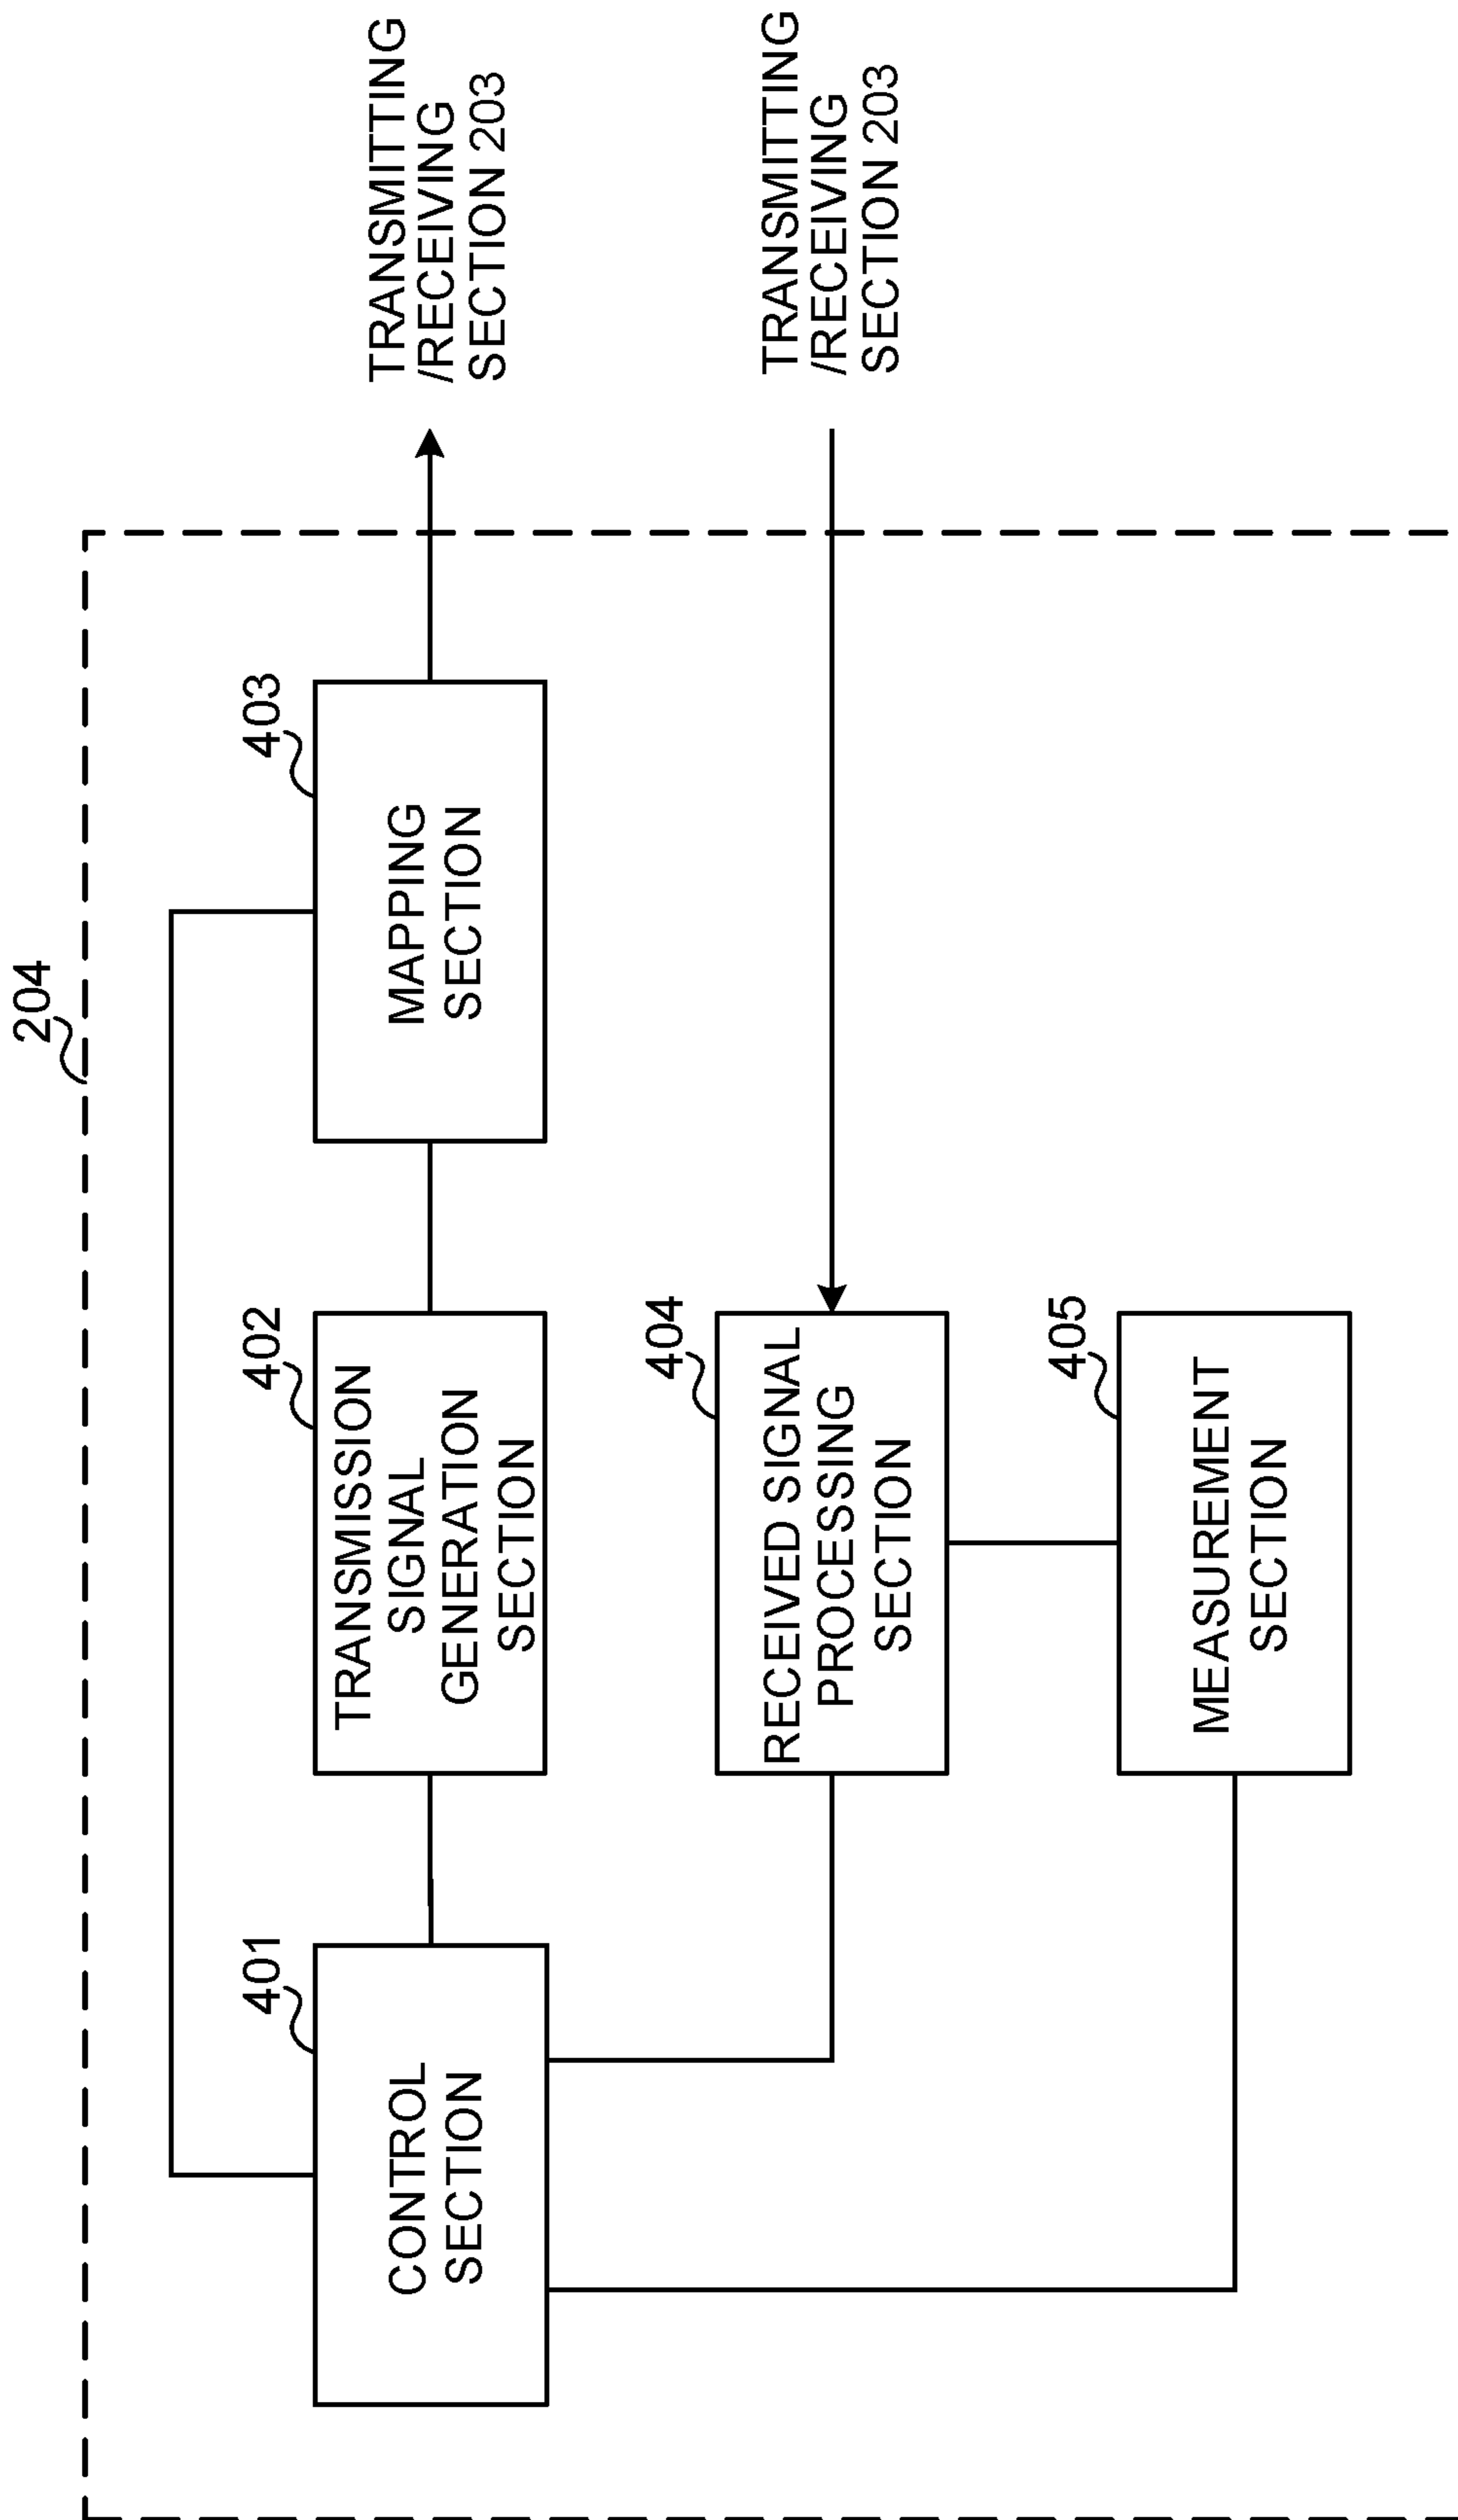 204
401
CONTROL
SECTION
402
TRANSMISSION
SIGNAL
GENERATION
SECTION
403
MAPPING
SECTION
TRANSMITTING
/RECEIVING
SECTION 203
404
RECEIVED SIGNAL
PROCESSING
SECTION
TRANSMITTING
/RECEIVING
SECTION 203
405
MEASUREMENT
SECTION